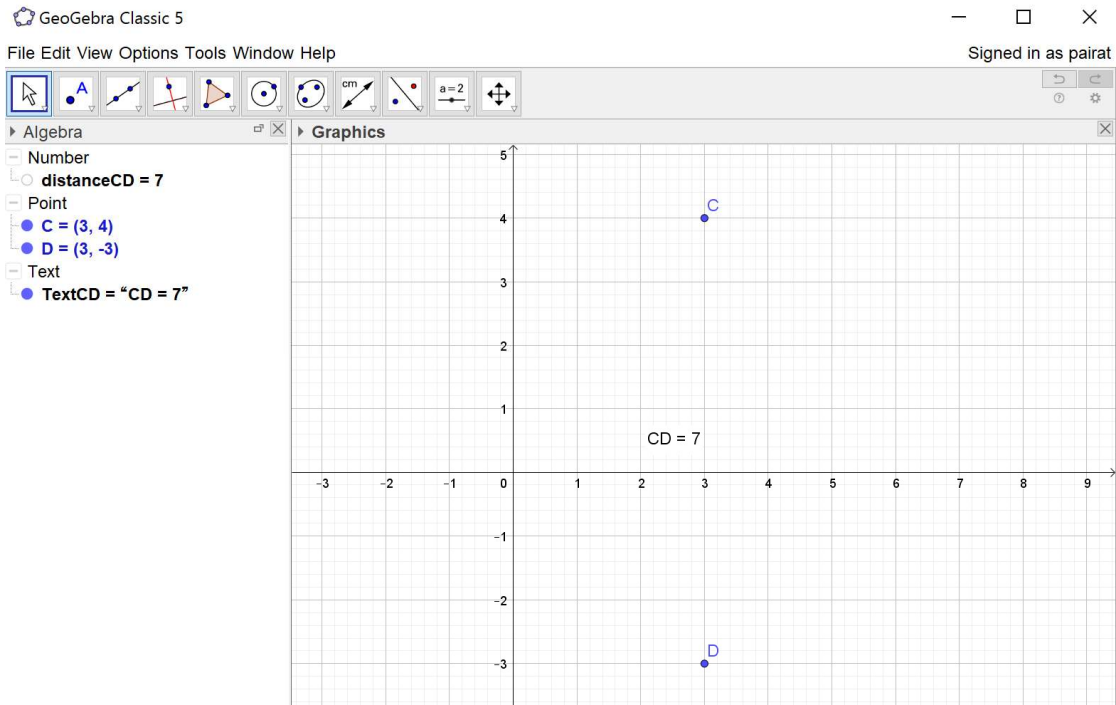 GeoGebra Classic 5
File Edit View Options Tools Window Help
Signed in as pairat
A
cm
a = 2
Algebra
Graphics
Number
distanceCD = 7
Point
C = (3, 4)
D = (3, -3)
Text
TextCD = “CD = 7”
5
C
4
3
2
1
CD = 7
−3 −2 −1 0 1 2 3 4 5 6 7 8 9
−1
−2
D
−3